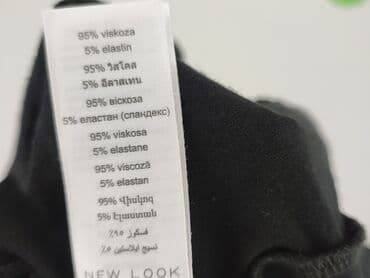 95% viskoza
5% elastin
95% วิสโคส
5% อีลาสเทน
95% віскоза
5% еластан (спандекс)
95% viskosa
5% elastane
95% viscoză
5% elastan
95% Վիսկոզ
5% Էլաստան
فسكوز ٩٥٪
نسيج ايلاستين ٥٪
NEW LOOK